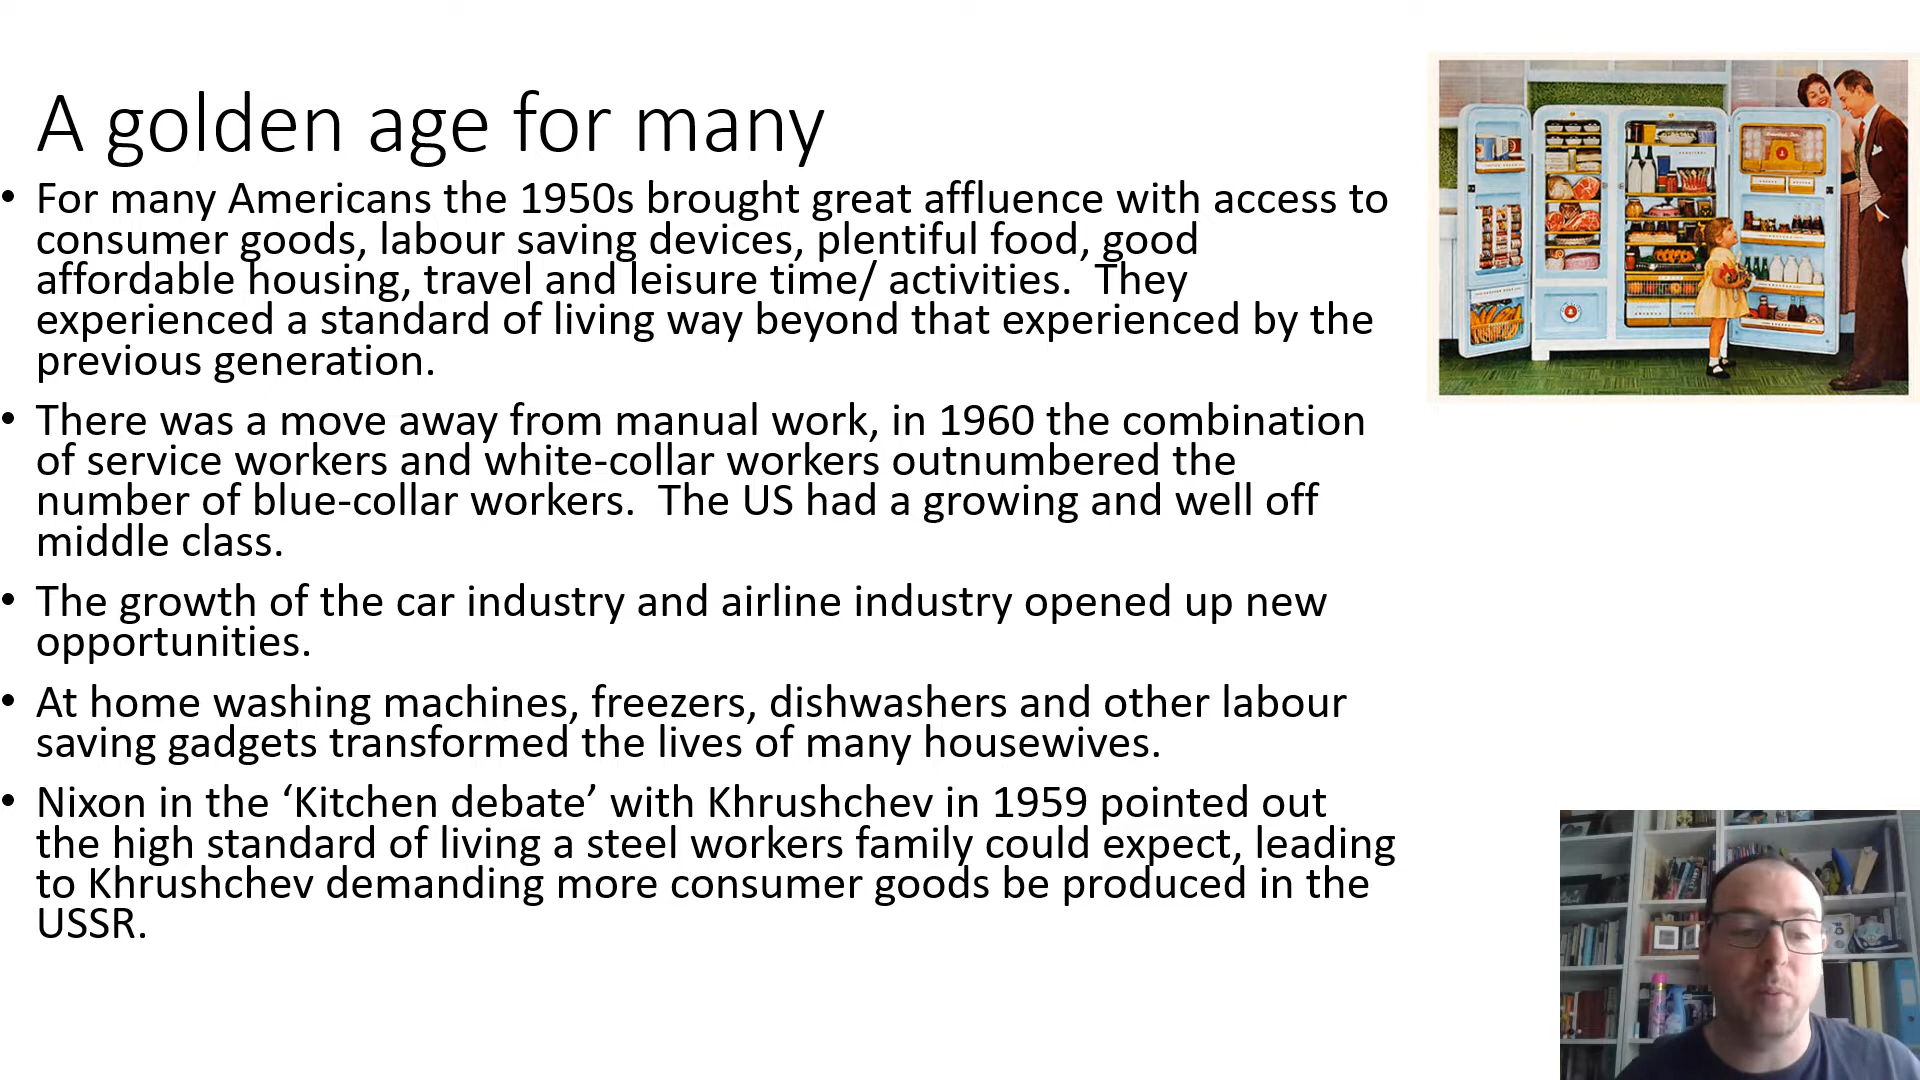 A golden age for many
• For many Americans the 1950s brought great affluence with access to
consumer goods, labour saving devices, plentiful food, good
affordable housing, travel and leisure time/ activities.  They
experienced a standard of living way beyond that experienced by the
previous generation.
• There was a move away from manual work, in 1960 the combination
of service workers and white-collar workers outnumbered the
number of blue-collar workers.  The US had a growing and well off
middle class.
• The growth of the car industry and airline industry opened up new
opportunities.
• At home washing machines, freezers, dishwashers and other labour
saving gadgets transformed the lives of many housewives.
• Nixon in the ‘Kitchen debate’ with Khrushchev in 1959 pointed out
the high standard of living a steel workers family could expect, leading
to Khrushchev demanding more consumer goods be produced in the
USSR.